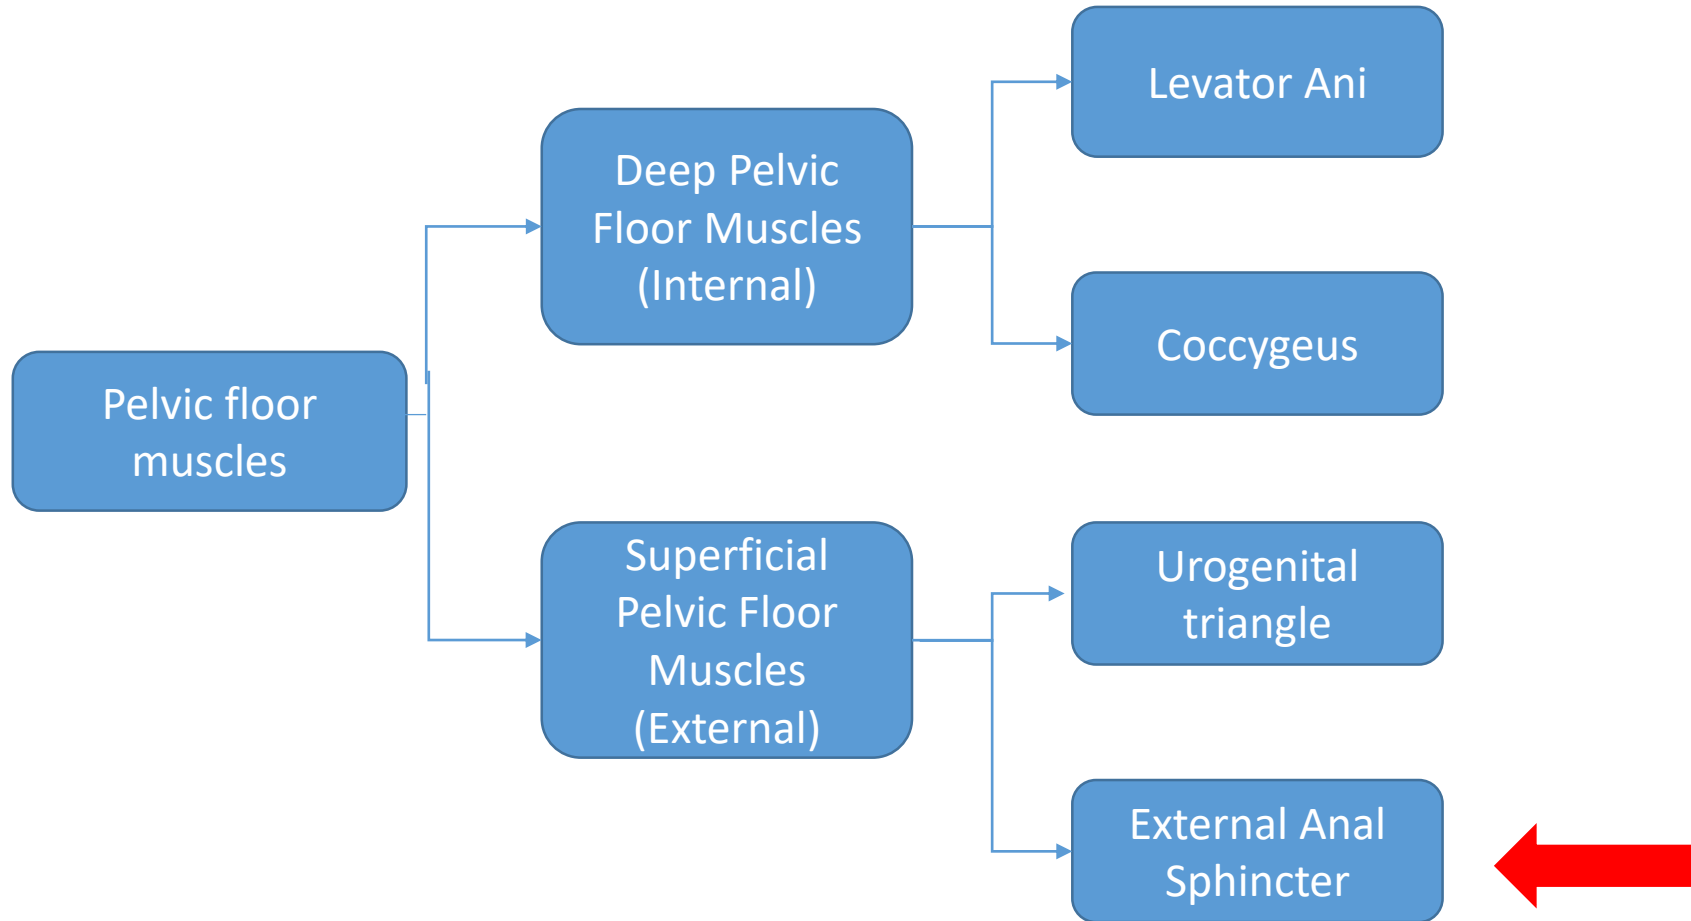 Pelvic floor
muscles
Deep Pelvic
Floor Muscles
(Internal)
Superficial
Pelvic Floor
Muscles
(External)
Levator Ani
Coccygeus
Urogenital
triangle
External Anal
Sphincter